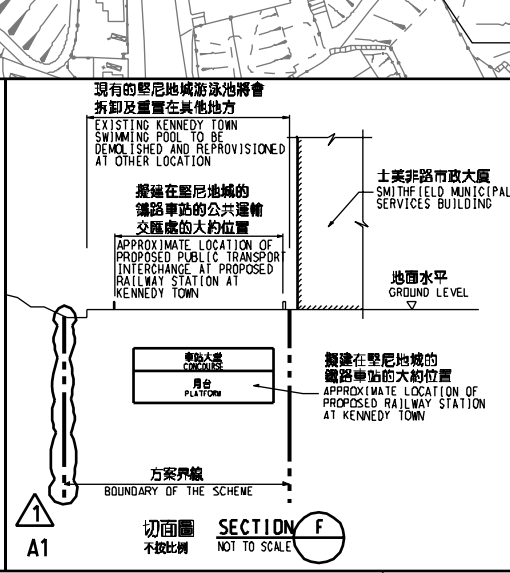 現有的堅尼地城游泳池將會
拆卸及重置在其他地方
EXISTING KENNEDY TOWN
SWIMMING POOL TO BE
DEMOLISHED AND REPROVISIONED
AT OTHER LOCATION
擬建在堅尼地城的
鐵路車站的公共運輸
交匯處的大約位置
APPROXIMATE LOCATION OF
PROPOSED PUBLIC TRANSPORT
INTERCHANGE AT PROPOSED
RAILWAY STATION AT
KENNEDY TOWN
士美非路市政大廈
SMITHFIELD MUNICIPAL
SERVICES BUILDING
地面水平
GROUND LEVEL
車站大堂
CONCOURSE
月台
PLATFORM
擬建在堅尼地城的
鐵路車站的大約位置
APPROXIMATE LOCATION OF
PROPOSED RAILWAY STATION
AT KENNEDY TOWN
方案界線
BOUNDARY OF THE SCHEME
1
A1
切面圖 SECTION F
不按比例 NOT TO SCALE